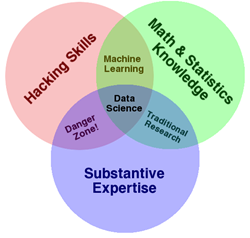 Hacking Skills
Math & Statistics
Knowledge
Machine
Learning
Data
Science
Danger
Zone!
Traditional
Research
Substantive
Expertise